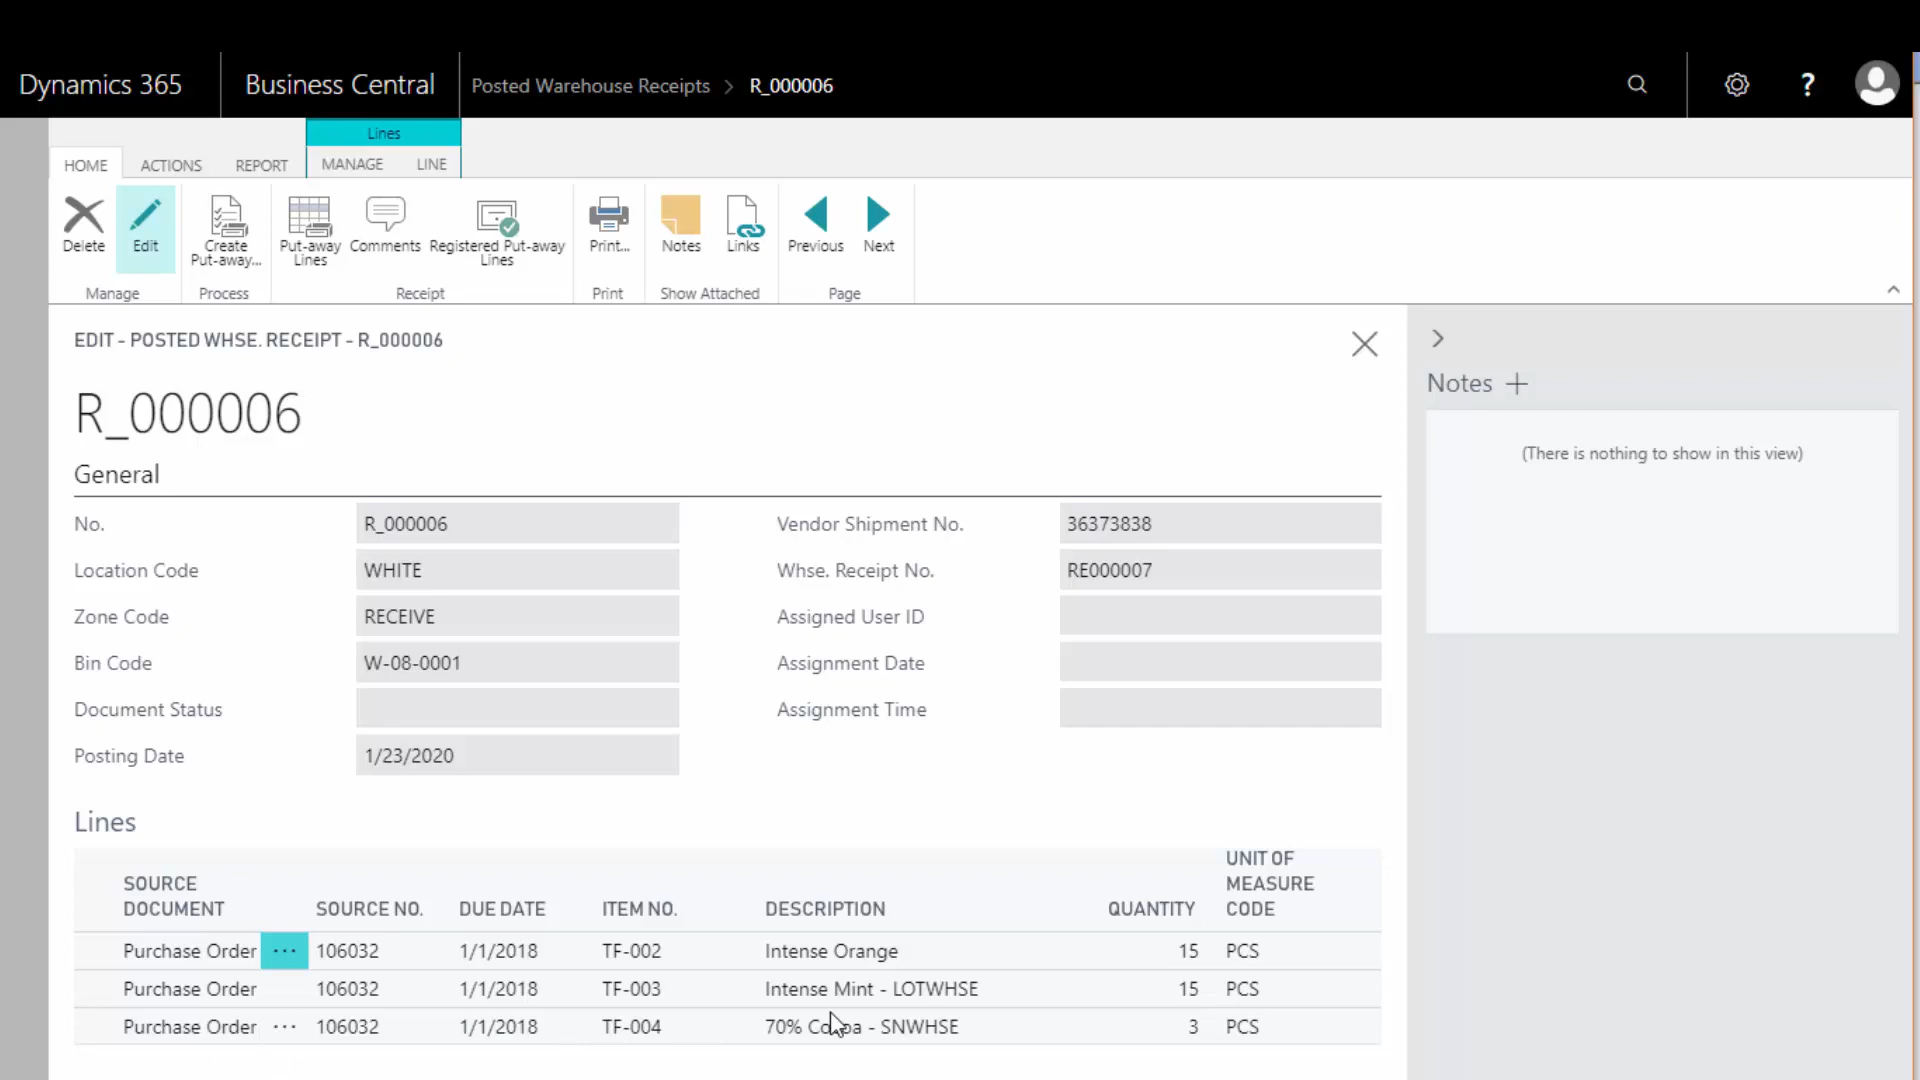 Dynamics 365 Business Central Posted Warehouse Receipts > R_000006 ?
Lines
HOME ACTIONS REPORT MANAGE LINE
Delete Edit Create Put-away... Put-away Lines Comments Registered Put-away Lines Print... Notes Links Previous Next
Manage Process Receipt Print Show Attached Page
EDIT - POSTED WHSE. RECEIPT - R_000006
R_000006
General
No. R_000006 Vendor Shipment No. 36373838
Location Code WHITE Whse. Receipt No. RE000007
Zone Code RECEIVE Assigned User ID
Bin Code W-08-0001 Assignment Date
Document Status Assignment Time
Posting Date 1/23/2020
Lines
SOURCE DOCUMENT SOURCE NO. DUE DATE ITEM NO. DESCRIPTION QUANTITY UNIT OF MEASURE CODE
Purchase Order ... 106032 1/1/2018 TF-002 Intense Orange 15 PCS
Purchase Order 106032 1/1/2018 TF-003 Intense Mint - LOTWHSE 15 PCS
Purchase Order ... 106032 1/1/2018 TF-004 70% Cocoa - SNWHSE 3 PCS
Notes +
(There is nothing to show in this view)